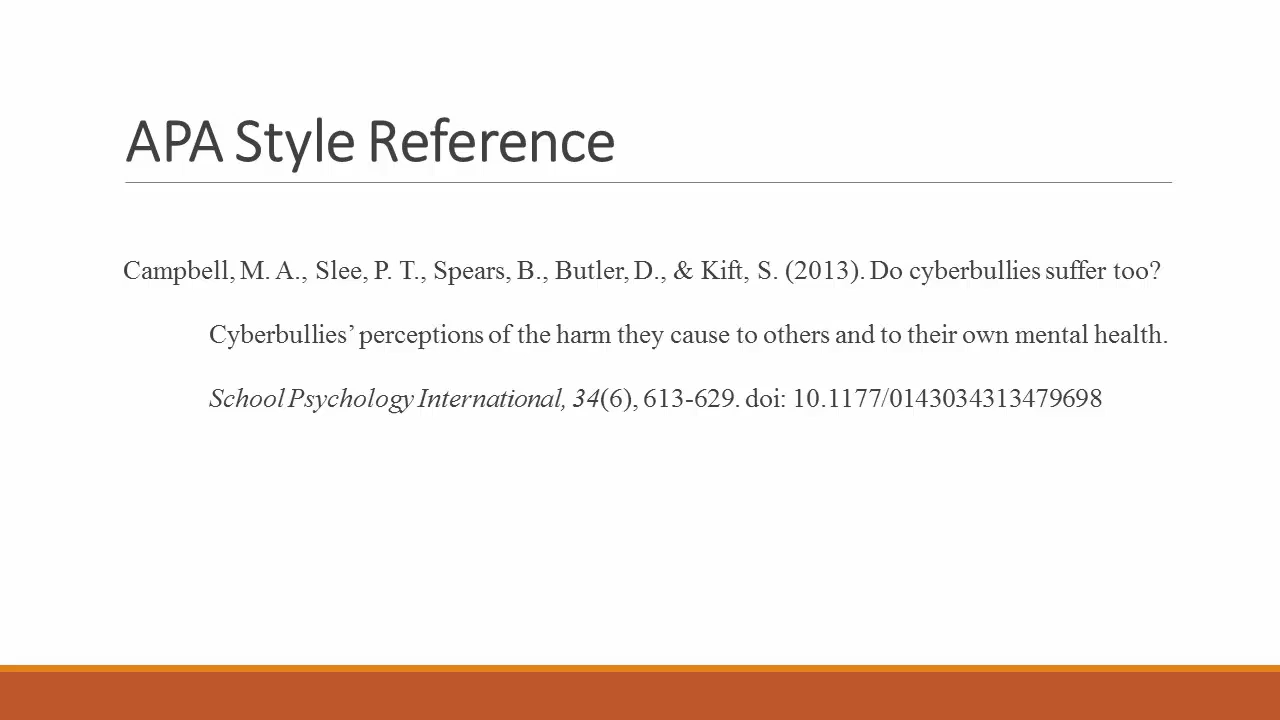 APA Style Reference
Campbell, M. A., Slee, P. T., Spears, B., Butler, D., & Kift, S. (2013). Do cyberbullies suffer too?
Cyberbullies’ perceptions of the harm they cause to others and to their own mental health.
School Psychology International, 34(6), 613-629. doi: 10.1177/0143034313479698